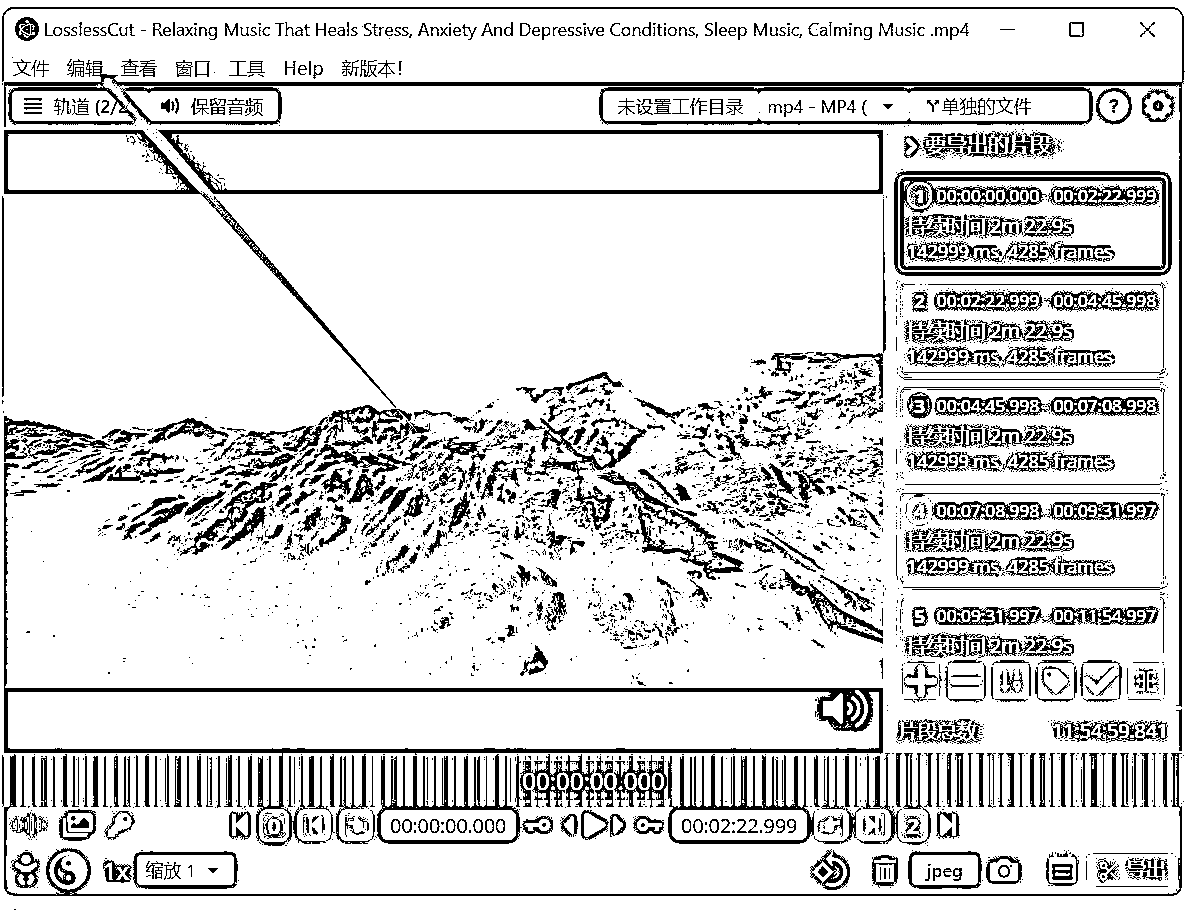 LosslessCut - Relaxing Music That Heals Stress, Anxiety And Depressive Conditions, Sleep Music, Calming Music .mp4
文件 编辑 查看 窗口 工具 Help 新版本!
轨道 (2/2 保留音频 未设置工作目录 mp4 - MP4 ( 单独的文件 ?
要导出的片段
1 00:00:00.000 - 00:02:22.999
持续时间 2m 22.9s
142999 ms, 4285 frames
2 00:02:22.999 - 00:04:45.998
持续时间 2m 22.9s
142999 ms, 4285 frames
3 00:04:45.998 - 00:07:08.998
持续时间 2m 22.9s
142999 ms, 4285 frames
4 00:07:08.998 - 00:09:31.997
持续时间 2m 22.9s
142999 ms, 4285 frames
5 00:09:31.997 - 00:11:54.997
持续时间 2m 22.9s
片段总数 11:54:59.841
00:00:00.000
00:00:00.000 00:02:22.999 2
1x 缩放 1 jpeg 导出